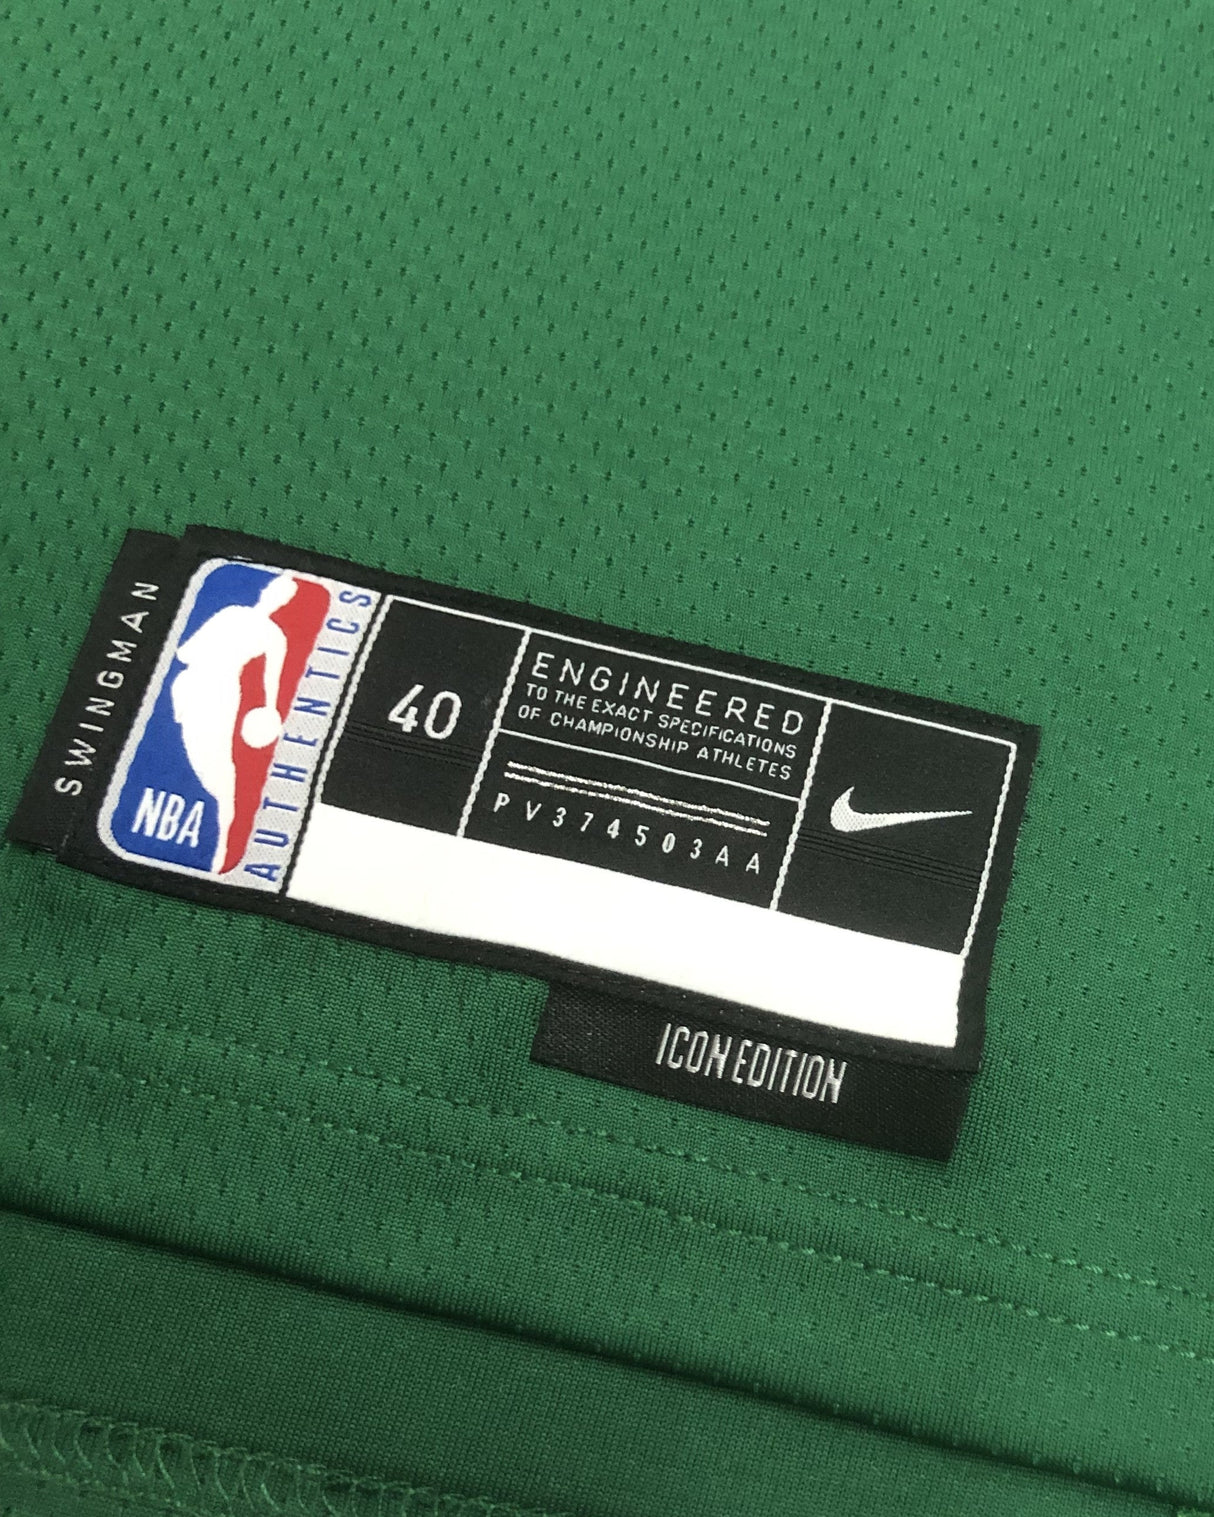 SWINGMAN
NBA
AUTHENTICS
40
ENGINEERED
TO THE EXACT SPECIFICATIONS
OF CHAMPIONSHIP ATHLETES
PV374503AA
ICON EDITION